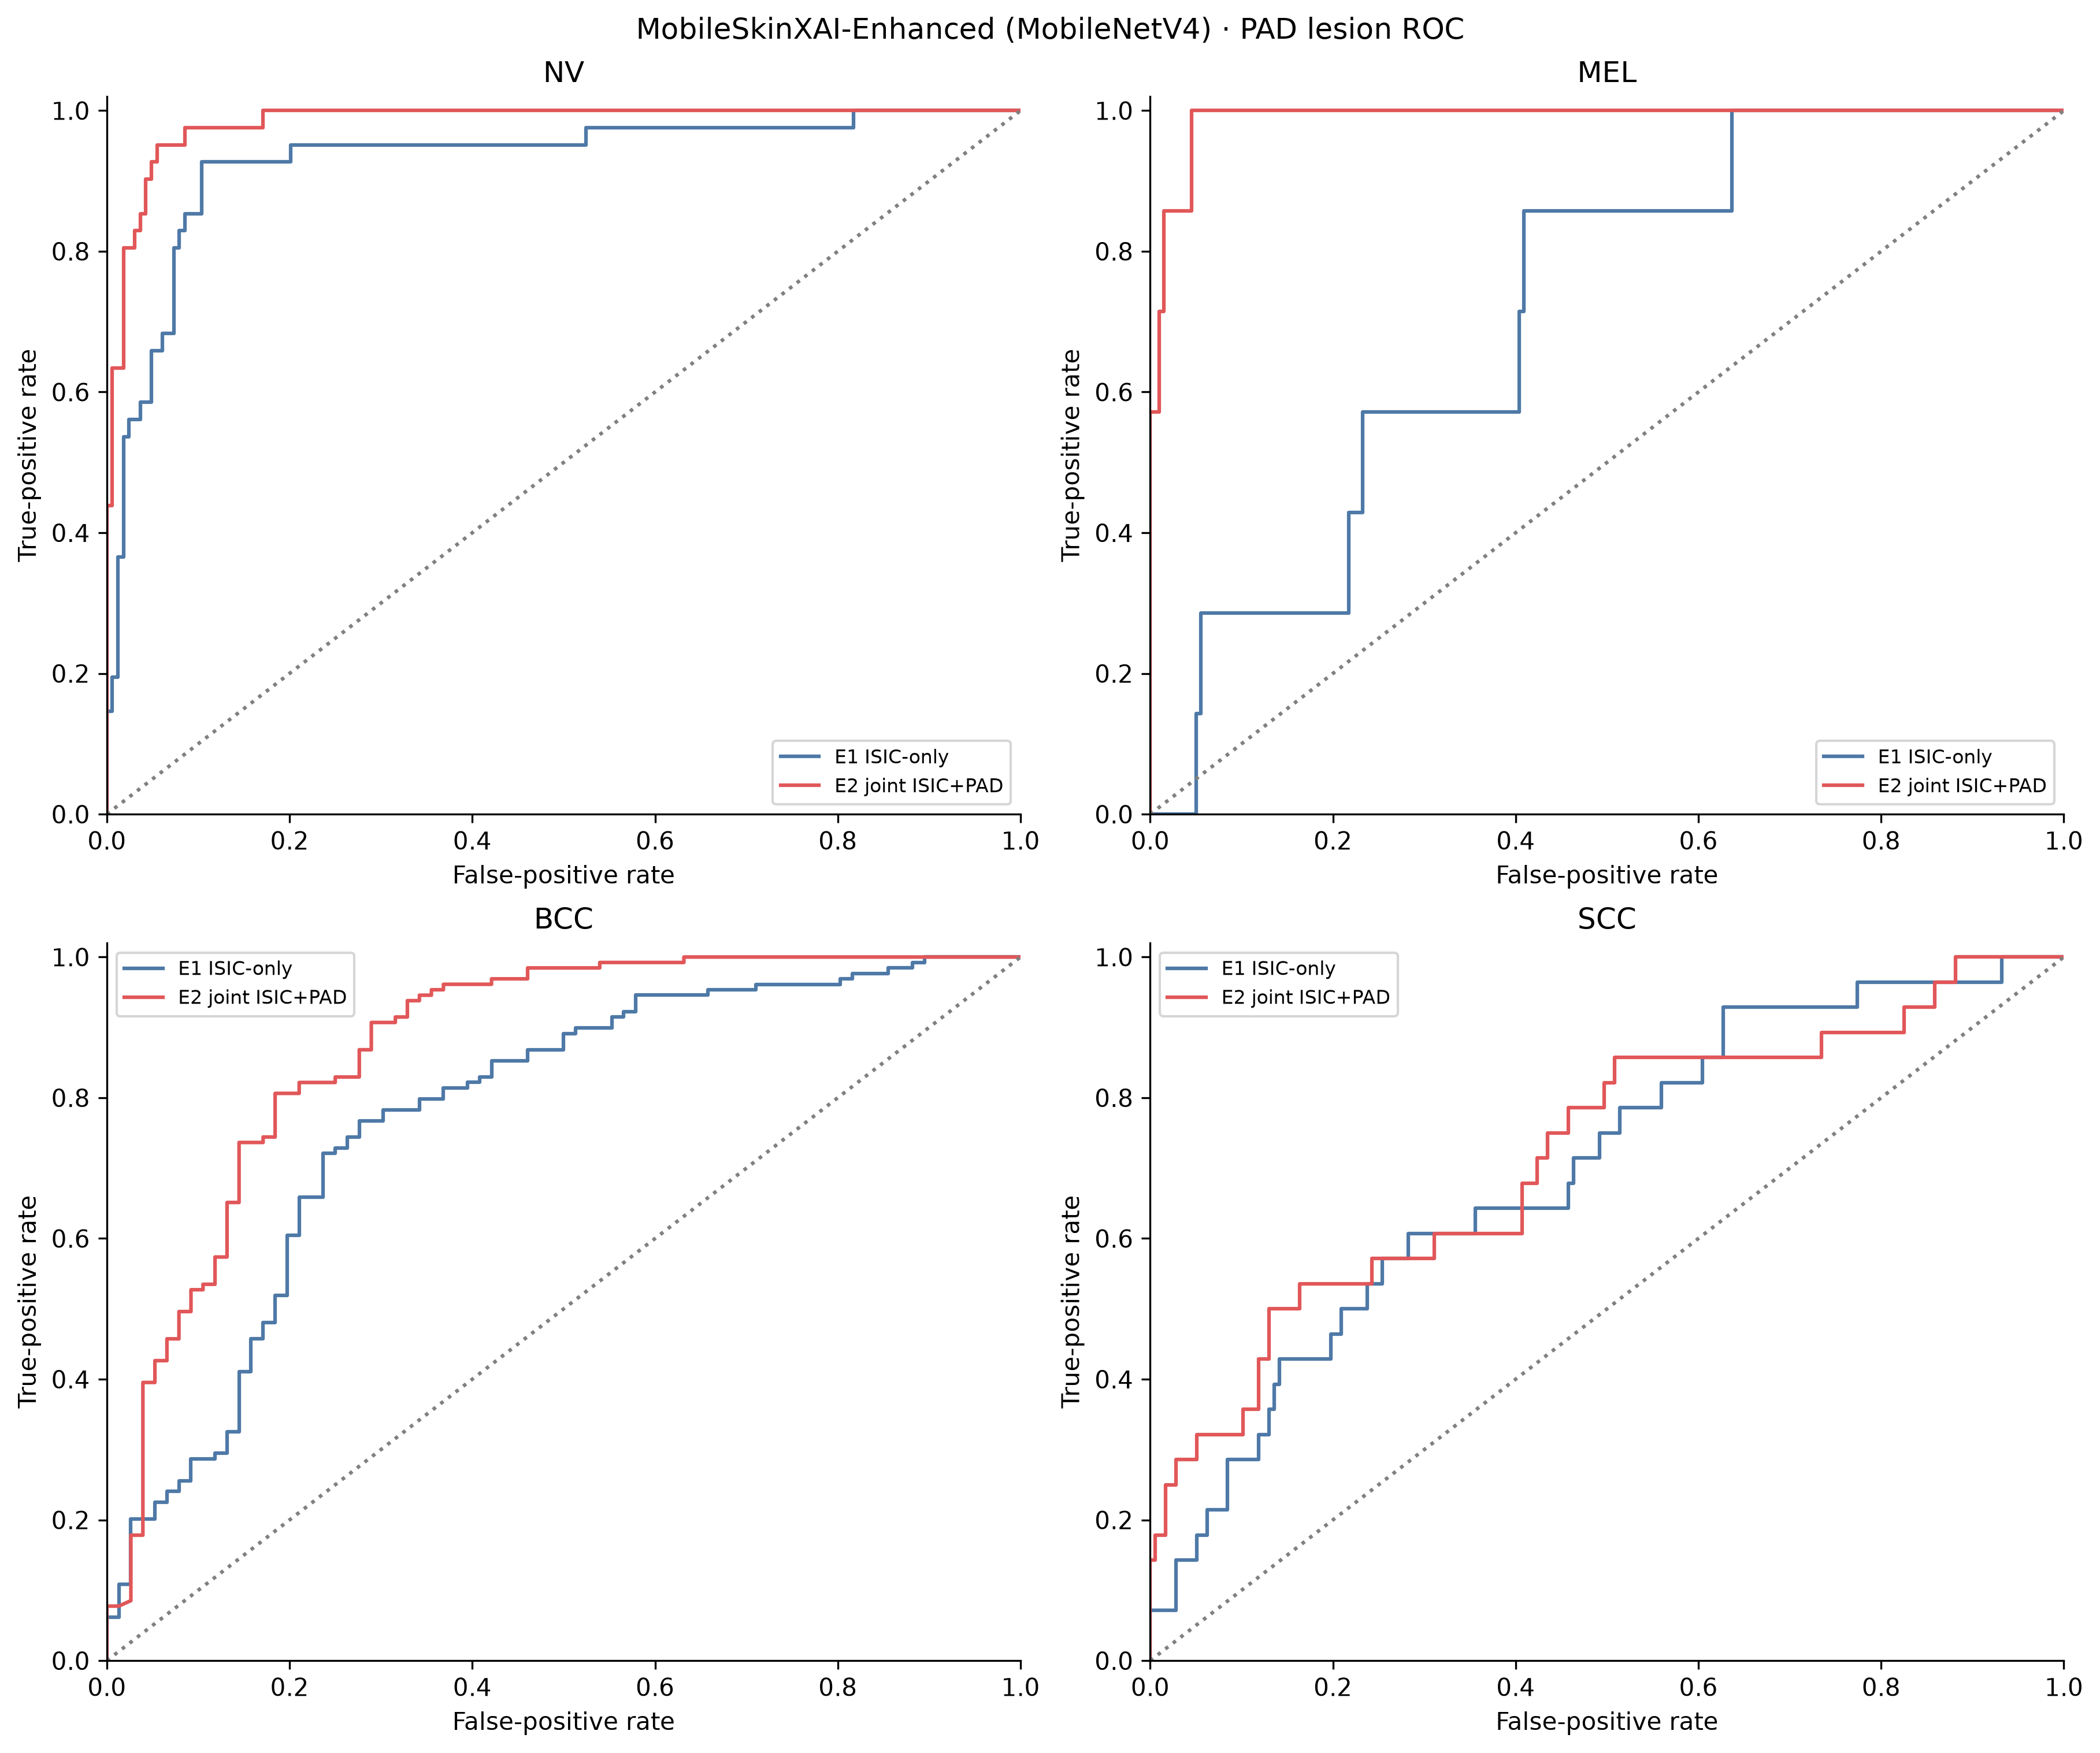 MobileSkinXAI-Enhanced (MobileNetV4) · PAD lesion ROC
NV
1.0
0.8
0.6
0.4
0.2
0.0
True-positive rate
E1 ISIC-only
E2 joint ISIC+PAD
0.0 0.2 0.4 0.6 0.8 1.0
False-positive rate
MEL
1.0
0.8
0.6
0.4
0.2
0.0
True-positive rate
E1 ISIC-only
E2 joint ISIC+PAD
0.0 0.2 0.4 0.6 0.8 1.0
False-positive rate
BCC
E1 ISIC-only
E2 joint ISIC+PAD
1.0
0.8
0.6
0.4
0.2
0.0
True-positive rate
0.0 0.2 0.4 0.6 0.8 1.0
False-positive rate
SCC
E1 ISIC-only
E2 joint ISIC+PAD
1.0
0.8
0.6
0.4
0.2
0.0
True-positive rate
0.0 0.2 0.4 0.6 0.8 1.0
False-positive rate